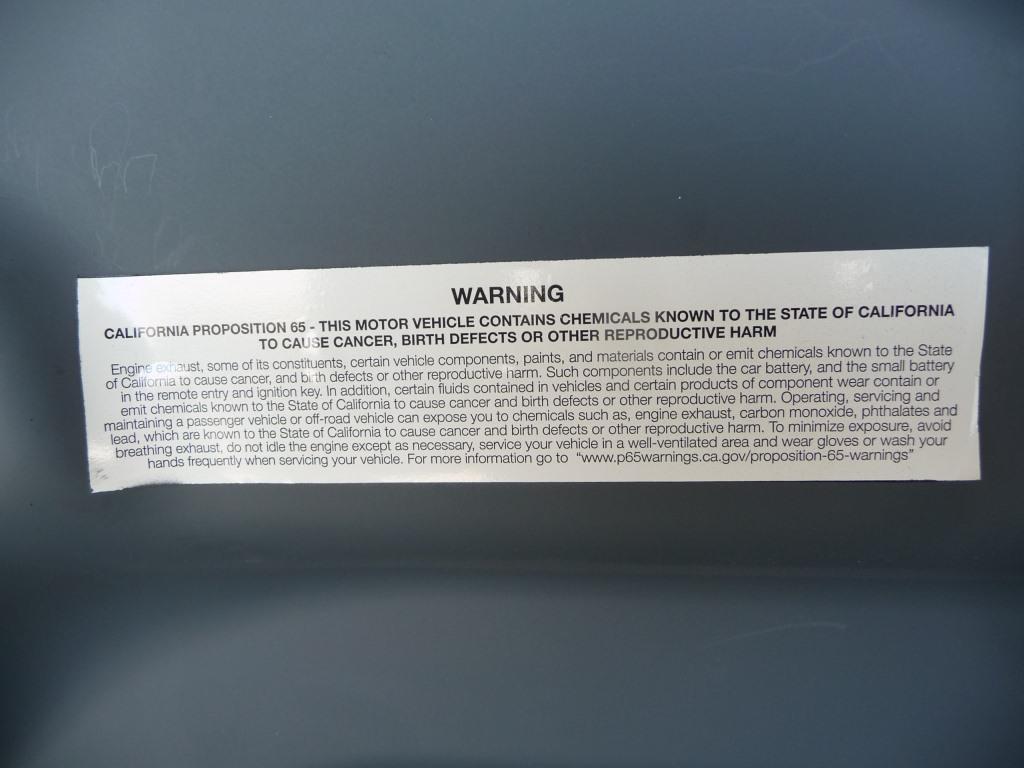 WARNING
CALIFORNIA PROPOSITION 65 - THIS MOTOR VEHICLE CONTAINS CHEMICALS KNOWN TO THE STATE OF CALIFORNIA
TO CAUSE CANCER, BIRTH DEFECTS OR OTHER REPRODUCTIVE HARM
Engine exhaust, some of its constituents, certain vehicle components, paints, and materials contain or emit chemicals known to the State
of California to cause cancer, and birth defects or other reproductive harm. Such components include the car battery, and the small battery
in the remote entry and ignition key. In addition, certain fluids contained in vehicles and certain products of component wear contain or
emit chemicals known to the State of California to cause cancer and birth defects or other reproductive harm. Operating, servicing and
maintaining a passenger vehicle or off-road vehicle can expose you to chemicals such as, engine exhaust, carbon monoxide, phthalates and
lead, which are known to the State of California to cause cancer and birth defects or other reproductive harm. To minimize exposure, avoid
breathing exhaust, do not idle the engine except as necessary, service your vehicle in a well-ventilated area and wear gloves or wash your
hands frequently when servicing your vehicle. For more information go to “www.p65warnings.ca.gov/proposition-65-warnings”